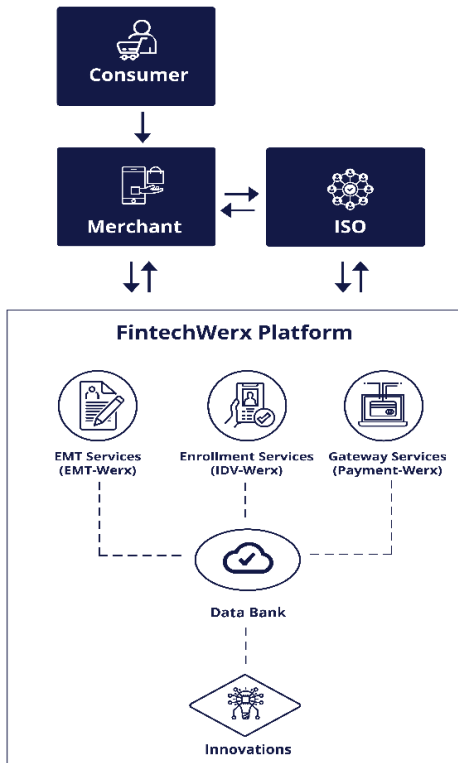 Consumer
Merchant
ISO
FintechWerx Platform
EMT Services
(EMT-Werx)
Enrollment Services
(IDV-Werx)
Gateway Services
(Payment-Werx)
Data Bank
Innovations